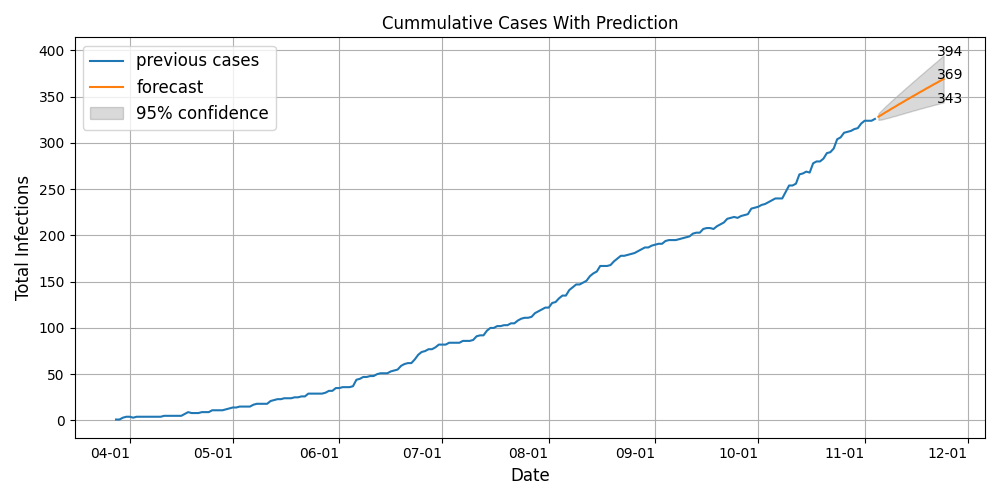 Cummulative Cases With Prediction
previous cases
forecast
95% confidence
394
369
343
Total Infections
400
350
300
250
200
150
100
50
0
04-01 05-01 06-01 07-01 08-01 09-01 10-01 11-01 12-01
Date